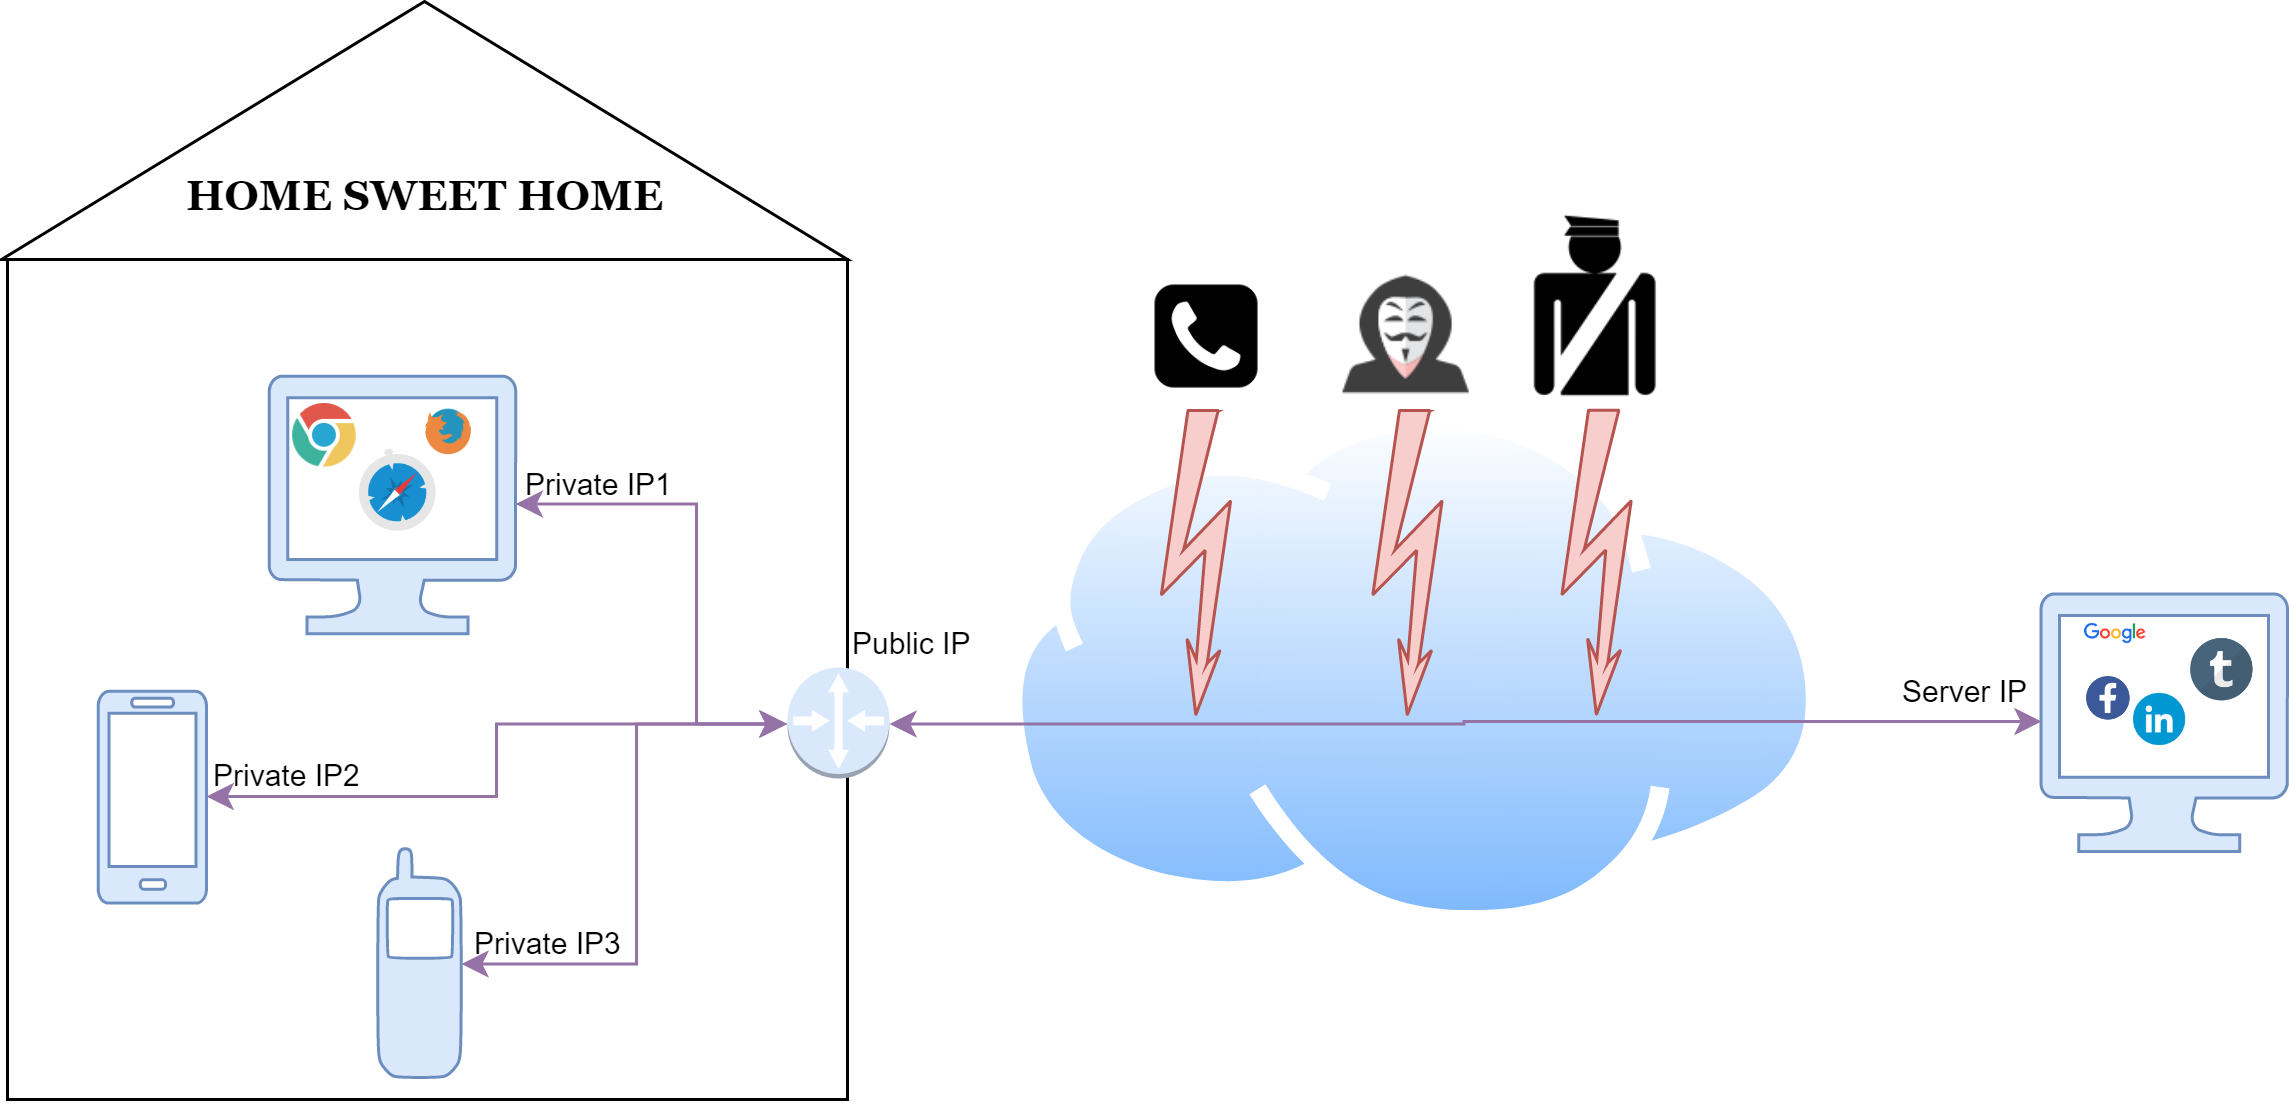 HOME SWEET HOME
Private IP1
Public IP
Private IP2
Private IP3
Server IP
Google
f
in
t